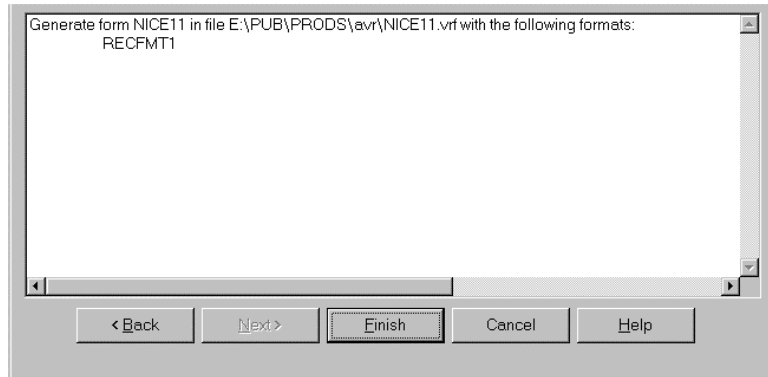 Generate form NICE11 in file E:\PUB\PRODS\avr\NICE11.vrf with the following formats:
RECFMT1
< Back
Next >
Finish
Cancel
Help